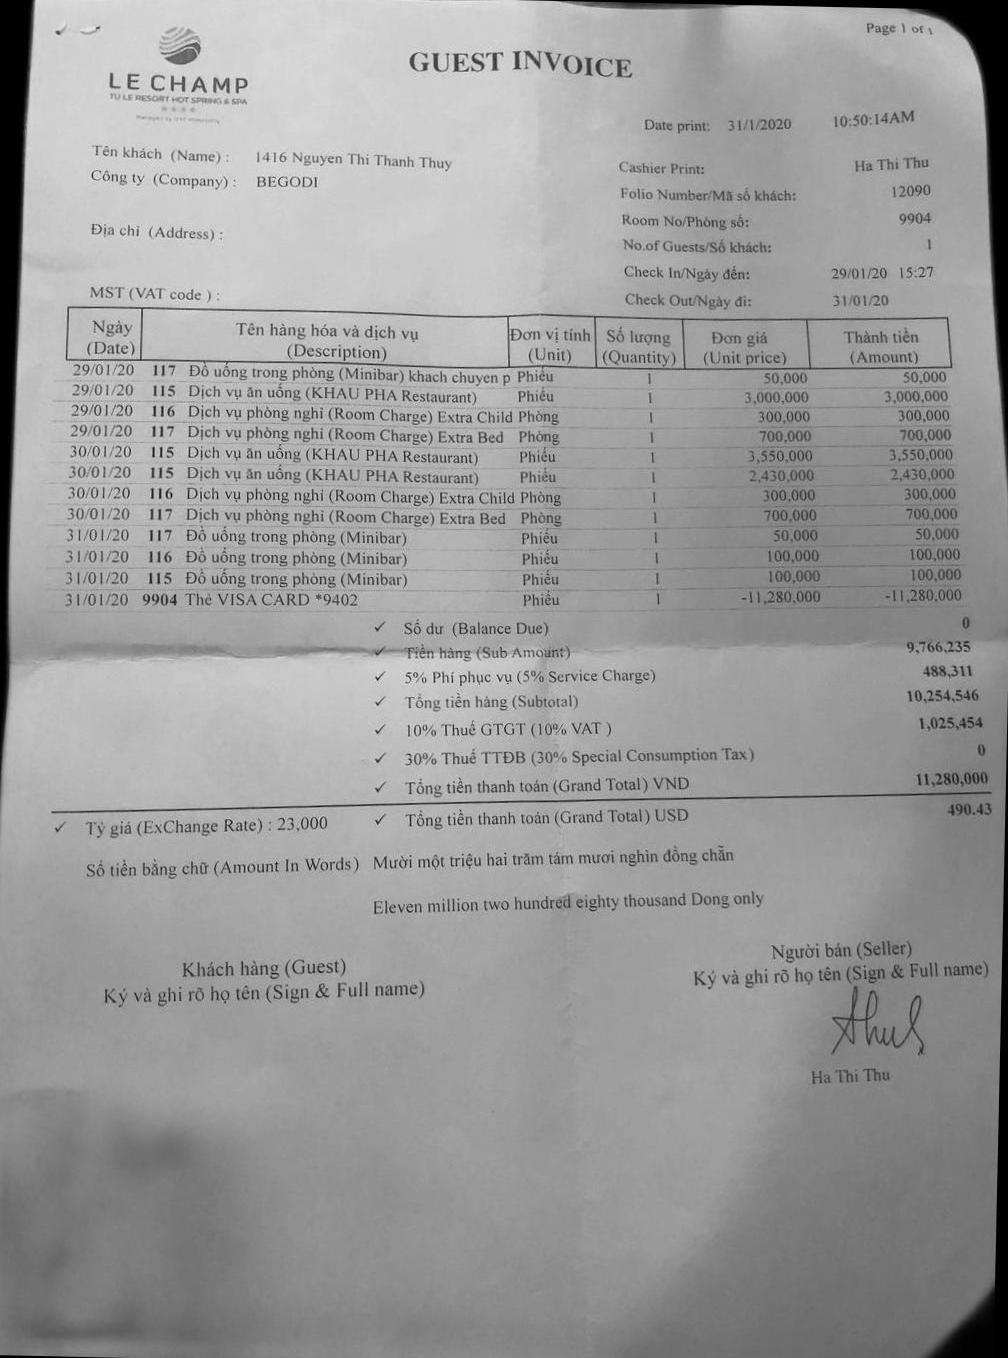 Page 1 of 1
LE CHAMP
TU LE RESORT HOT SPRING & SPA
GUEST INVOICE
Date print: 31/1/2020 10:50:14AM
Tên khách (Name) : 1416 Nguyen Thi Thanh Thuy
Công ty (Company) : BEGODI
Địa chỉ (Address) :
MST (VAT code ) :
Cashier Print: Ha Thi Thu
Folio Number/Mã số khách: 12090
Room No/Phòng số: 9904
No.of Guests/Số khách: 1
Check In/Ngày đến: 29/01/20 15:27
Check Out/Ngày đi: 31/01/20
Ngày Tên hàng hóa và dịch vụ Đơn vị tính Số lượng Đơn giá Thành tiền
(Date) (Description) (Unit) (Quantity) (Unit price) (Amount)
29/01/20 117 Đồ uống trong phòng (Minibar) khach chuyen p Phiếu 1 50,000 50,000
29/01/20 115 Dịch vụ ăn uống (KHAU PHA Restaurant) Phiếu 1 3,000,000 3,000,000
29/01/20 116 Dịch vụ phòng nghỉ (Room Charge) Extra Child Phòng 1 300,000 300,000
29/01/20 117 Dịch vụ phòng nghỉ (Room Charge) Extra Bed Phòng 1 700,000 700,000
30/01/20 115 Dịch vụ ăn uống (KHAU PHA Restaurant) Phiếu 1 3,550,000 3,550,000
30/01/20 115 Dịch vụ ăn uống (KHAU PHA Restaurant) Phiếu 1 2,430,000 2,430,000
30/01/20 116 Dịch vụ phòng nghỉ (Room Charge) Extra Child Phòng 1 300,000 300,000
30/01/20 117 Dịch vụ phòng nghỉ (Room Charge) Extra Bed Phòng 1 700,000 700,000
31/01/20 117 Đồ uống trong phòng (Minibar) Phiếu 1 50,000 50,000
31/01/20 116 Đồ uống trong phòng (Minibar) Phiếu 1 100,000 100,000
31/01/20 115 Đồ uống trong phòng (Minibar) Phiếu 1 100,000 100,000
31/01/20 9904 Thẻ VISA CARD *9402 Phiếu 1 -11,280,000 -11,280,000
✓ Số dư (Balance Due) 0
✓ Tiền hàng (Sub Amount) 9,766,235
✓ 5% Phí phục vụ (5% Service Charge) 488,311
✓ Tổng tiền hàng (Subtotal) 10,254,546
✓ 10% Thuế GTGT (10% VAT ) 1,025,454
✓ 30% Thuế TTĐB (30% Special Consumption Tax) 0
✓ Tổng tiền thanh toán (Grand Total) VND 11,280,000
✓ Tỷ giá (ExChange Rate) : 23,000 ✓ Tổng tiền thanh toán (Grand Total) USD 490.43
Số tiền bằng chữ (Amount In Words) Mười một triệu hai trăm tám mươi nghìn đồng chẵn
Eleven million two hundred eighty thousand Dong only
Khách hàng (Guest)
Ký và ghi rõ họ tên (Sign & Full name)
Người bán (Seller)
Ký và ghi rõ họ tên (Sign & Full name)
Ha Thi Thu